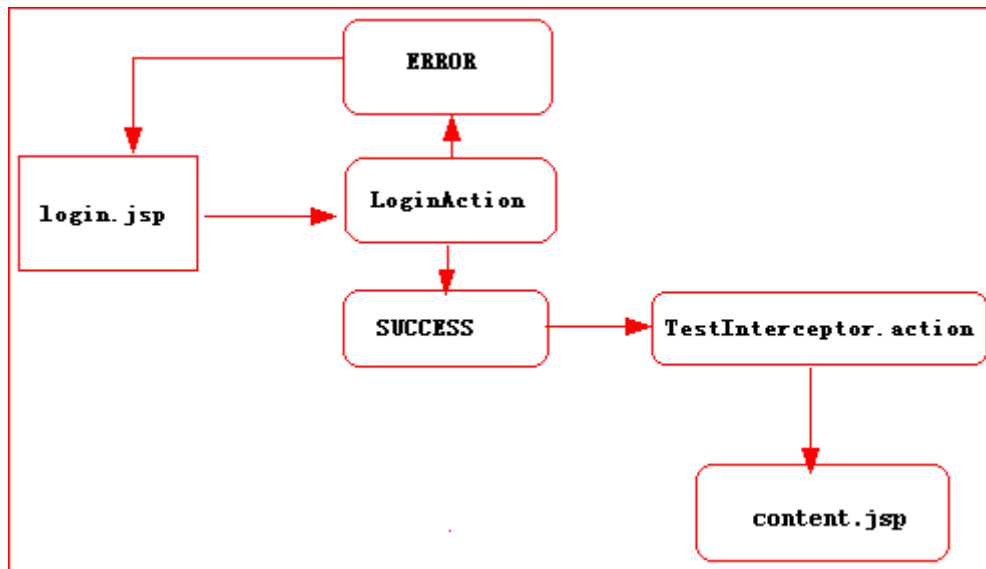 ERROR
login.jsp
LoginAction
SUCCESS
TestInterceptor.action
content.jsp